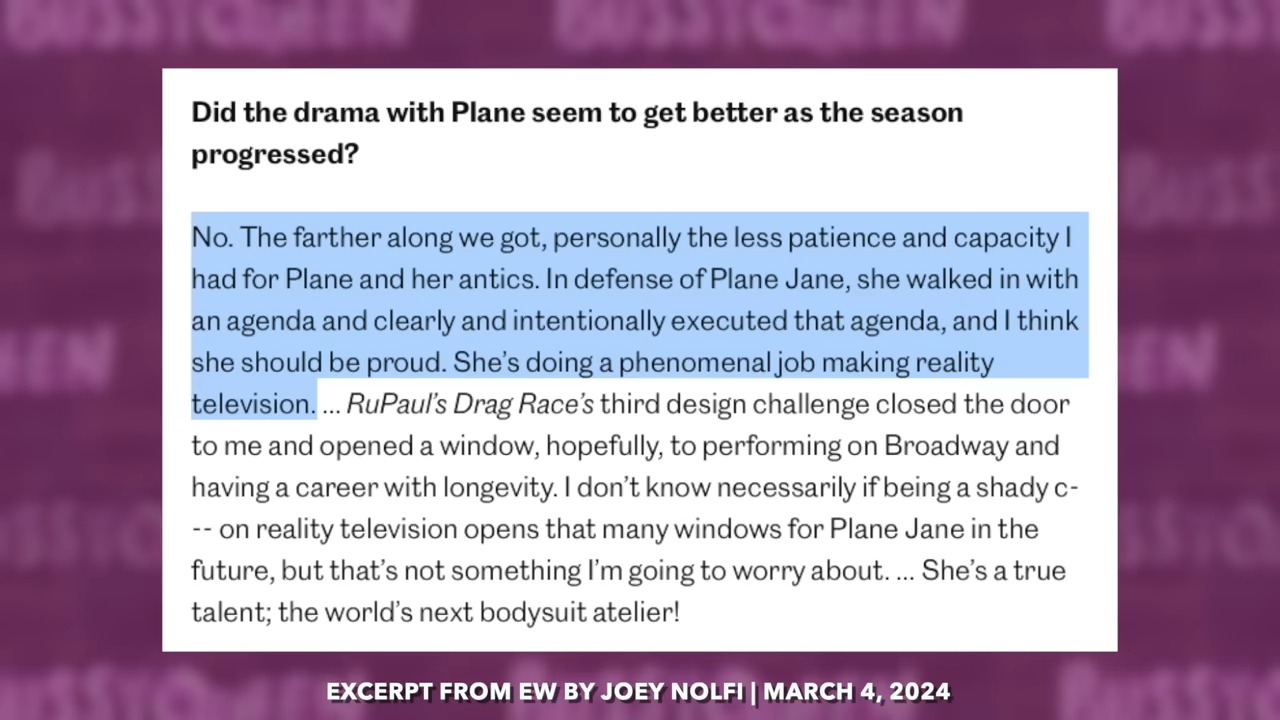 BUSSYQUEEN
Did the drama with Plane seem to get better as the season
progressed?
No. The farther along we got, personally the less patience and capacity I
had for Plane and her antics. In defense of Plane Jane, she walked in with
an agenda and clearly and intentionally executed that agenda, and I think
she should be proud. She’s doing a phenomenal job making reality
television. ... RuPaul’s Drag Race’s third design challenge closed the door
to me and opened a window, hopefully, to performing on Broadway and
having a career with longevity. I don’t know necessarily if being a shady c-
-- on reality television opens that many windows for Plane Jane in the
future, but that’s not something I’m going to worry about. ... She’s a true
talent; the world’s next bodysuit atelier!
EXCERPT FROM EW BY JOEY NOLFI | MARCH 4, 2024